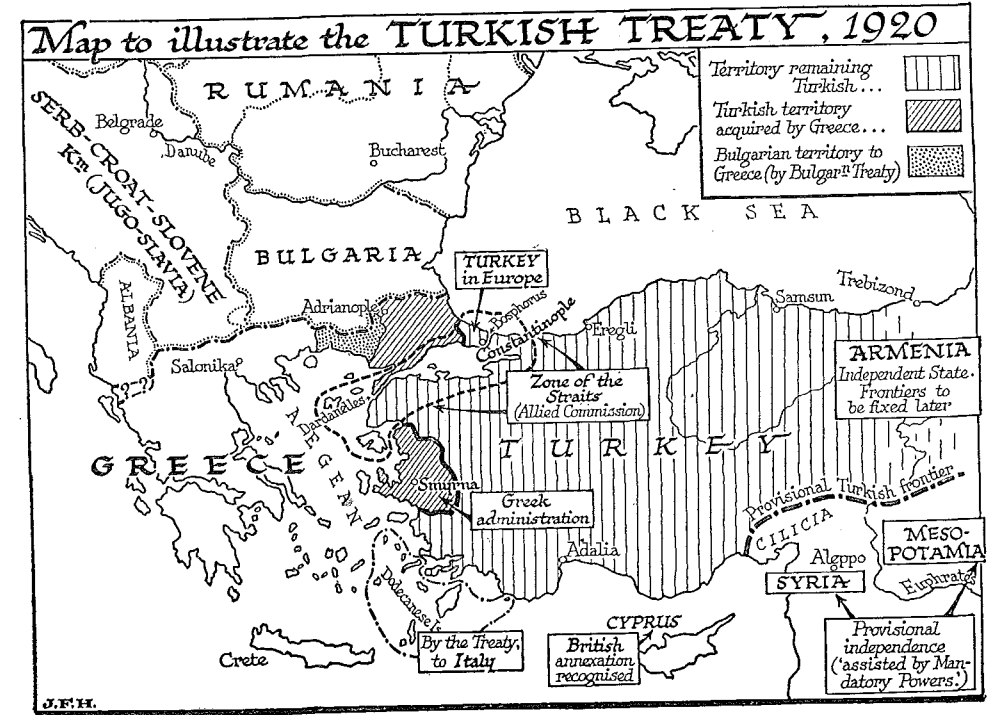 Map to illustrate the TURKISH TREATY, 1920
Territory remaining
Turkish...
Turkish territory
acquired by Greece...
Bulgarian territory to
Greece (by Bulgarn Treaty)
RUMANIA
SERB-CROAT-SLOVENE
Km (JUGO-SLAVIA)
Belgrade
Danube
Bucharest
BLACK SEA
BULGARIA
TURKEY
in Europe
ALBANIA
Adrianople
Bosphorus
Constantinople
Eregli
Samsun
Trebizond
Salonika
? ?
Dardanelles
Zone of the
Straits
(Allied Commission)
ARMENIA
Independent State.
Frontiers to
be fixed later
AEGEAN
GREECE
TURKEY
Smyrna
Greek
administration
Provisional Turkish frontier
CILICIA
Adalia
Aleppo
MESO-
POTAMIA
SYRIA
Euphrates
Dodecanese Is
By the Treaty,
to Italy
CYPRUS
British
annexation
recognised
Provisional
independence
('assisted by Man-
datory Powers.')
Crete
J.F.H.